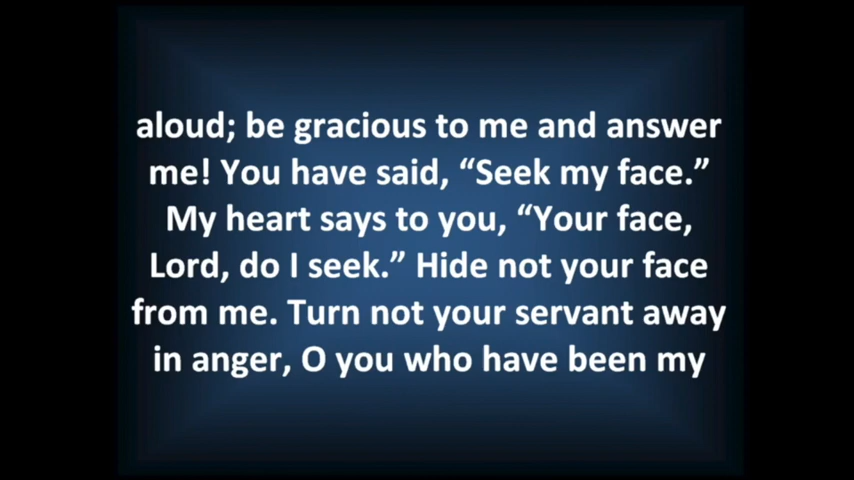 aloud; be gracious to me and answer
me! You have said, “Seek my face.”
My heart says to you, “Your face,
Lord, do I seek.” Hide not your face
from me. Turn not your servant away
in anger, O you who have been my